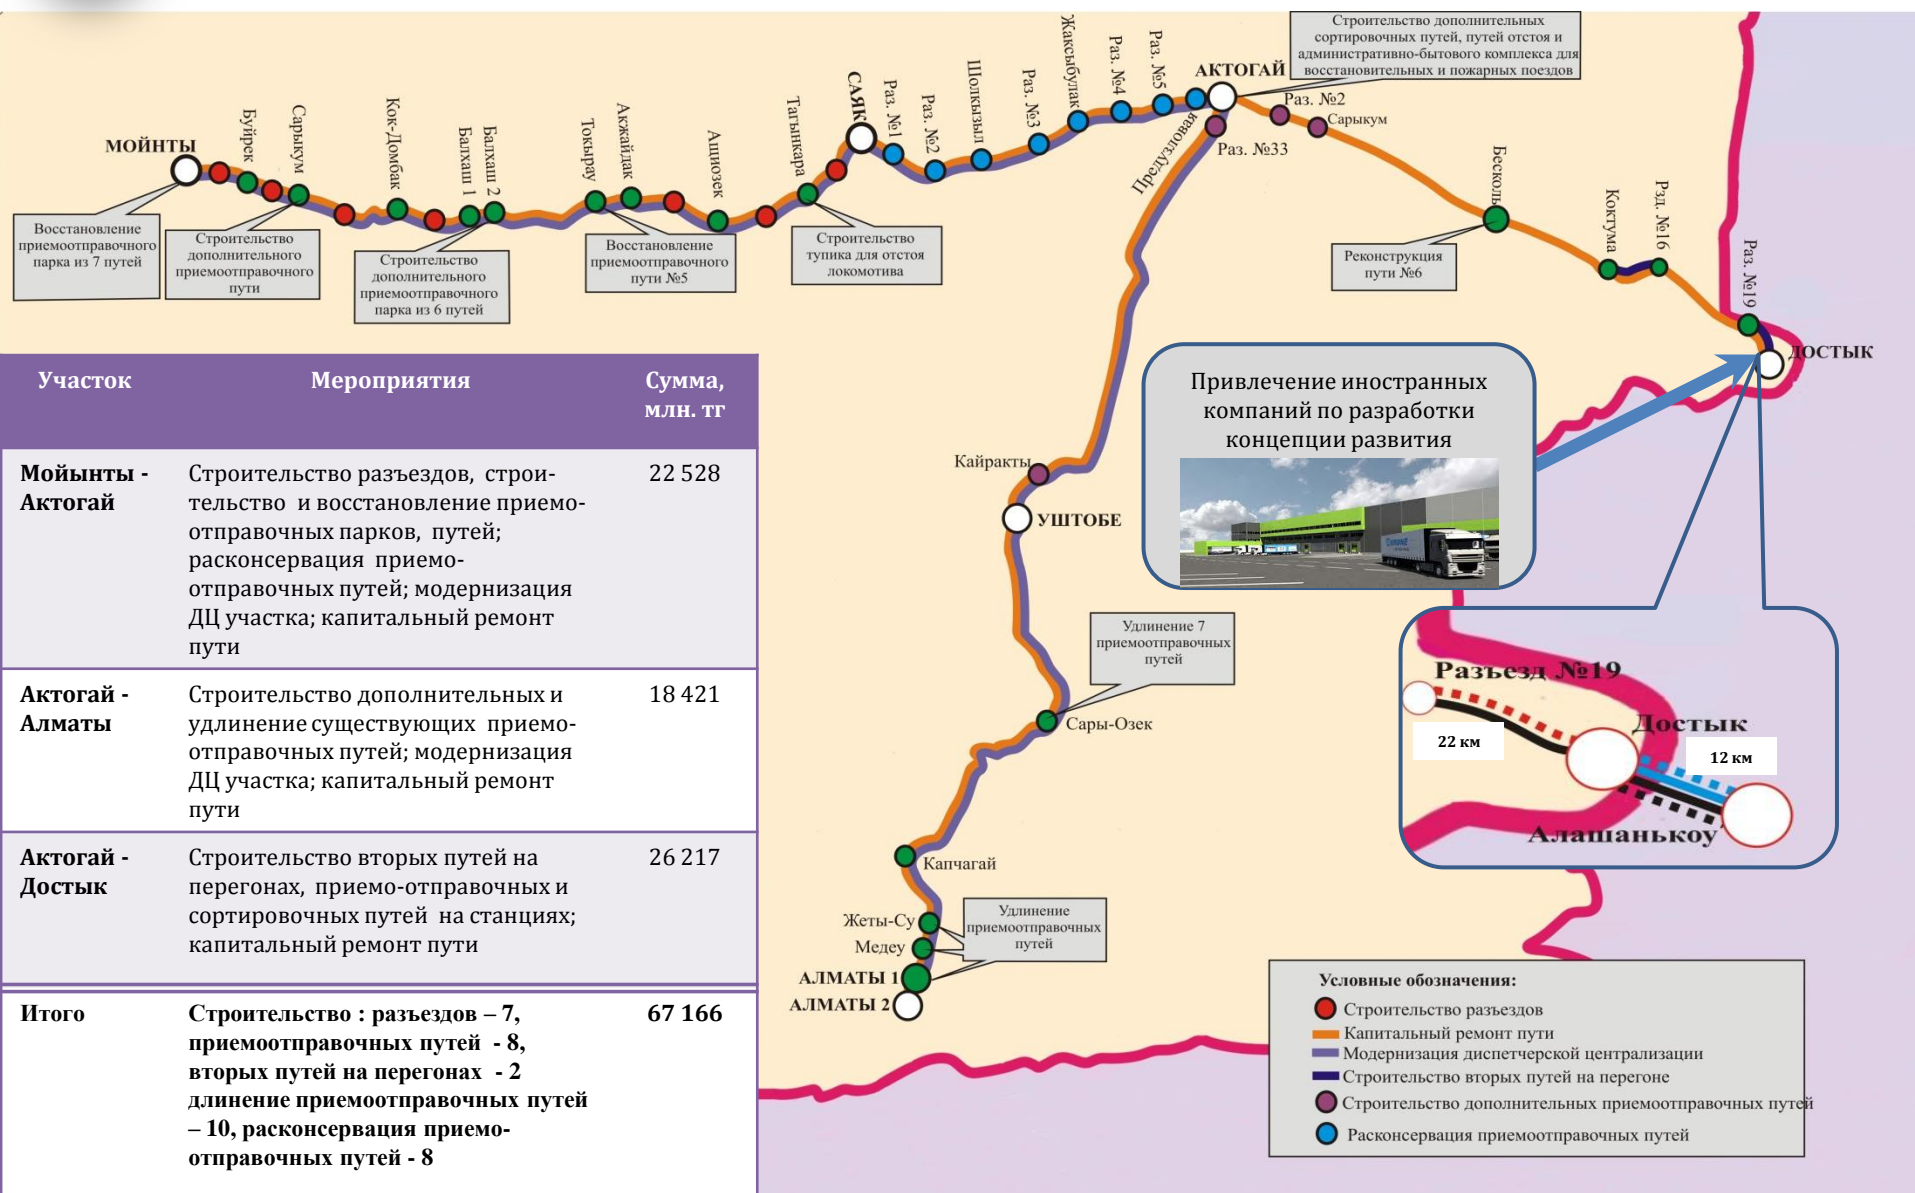 Строительство дополнительных
сортировочных путей, путей отстоя и
административно-бытового комплекса для
восстановительных и пожарных поездов
МОЙНТЫ
Буйрек
Сарыкум
Кок-Домбак
Балхаш 1
Балхаш 2
Токырау
Акжайдак
Ащиозек
Тагынкара
САЯК
Раз. №1
Раз. №2
Шолкызыл
Раз. №3
Жаксыбулак
Раз. №4
Раз. №5
Предузловая
АКТОГАЙ
Раз. №2
Сарыкум
Раз. №33
Бесколь
Коктума
Рзд. №16
Раз. №19
ДОСТЫК
Восстановление
приемоотправочного
парка из 7 путей
Строительство
дополнительного
приемоотправочного
пути
Строительство
дополнительного
приемоотправочного
парка из 6 путей
Восстановление
приемоотправочного
пути №5
Строительство
тупика для отстоя
локомотива
Реконструкция
пути №6
Привлечение иностранных
компаний по разработки
концепции развития
Кайракты
УШТОБЕ
Удлинение 7
приемоотправочных
путей
Сары-Озек
Капчагай
Жеты-Су
Медеу
АЛМАТЫ 1
АЛМАТЫ 2
Удлинение
приемоотправочных
путей
Разъезд №19
22 км
Достык
12 км
Алашанькоу
Участок Мероприятия Сумма,
млн. тг
Мойынты - Строительство разъездов, строи- 22 528
Актогай тельство и восстановление приемо-
отправочных парков, путей;
расконсервация приемо-
отправочных путей; модернизация
ДЦ участка; капитальный ремонт
пути
Актогай - Строительство дополнительных и 18 421
Алматы удлинение существующих приемо-
отправочных путей; модернизация
ДЦ участка; капитальный ремонт
пути
Актогай - Строительство вторых путей на 26 217
Достык перегонах, приемо-отправочных и
сортировочных путей на станциях;
капитальный ремонт пути
Итого Строительство : разъездов – 7, 67 166
приемоотправочных путей - 8,
вторых путей на перегонах - 2
длинение приемоотправочных путей
– 10, расконсервация приемо-
отправочных путей - 8
Условные обозначения:
Строительство разъездов
Капитальный ремонт пути
Модернизация диспетчерской централизации
Строительство вторых путей на перегоне
Строительство дополнительных приемоотправочных путей
Расконсервация приемоотправочных путей